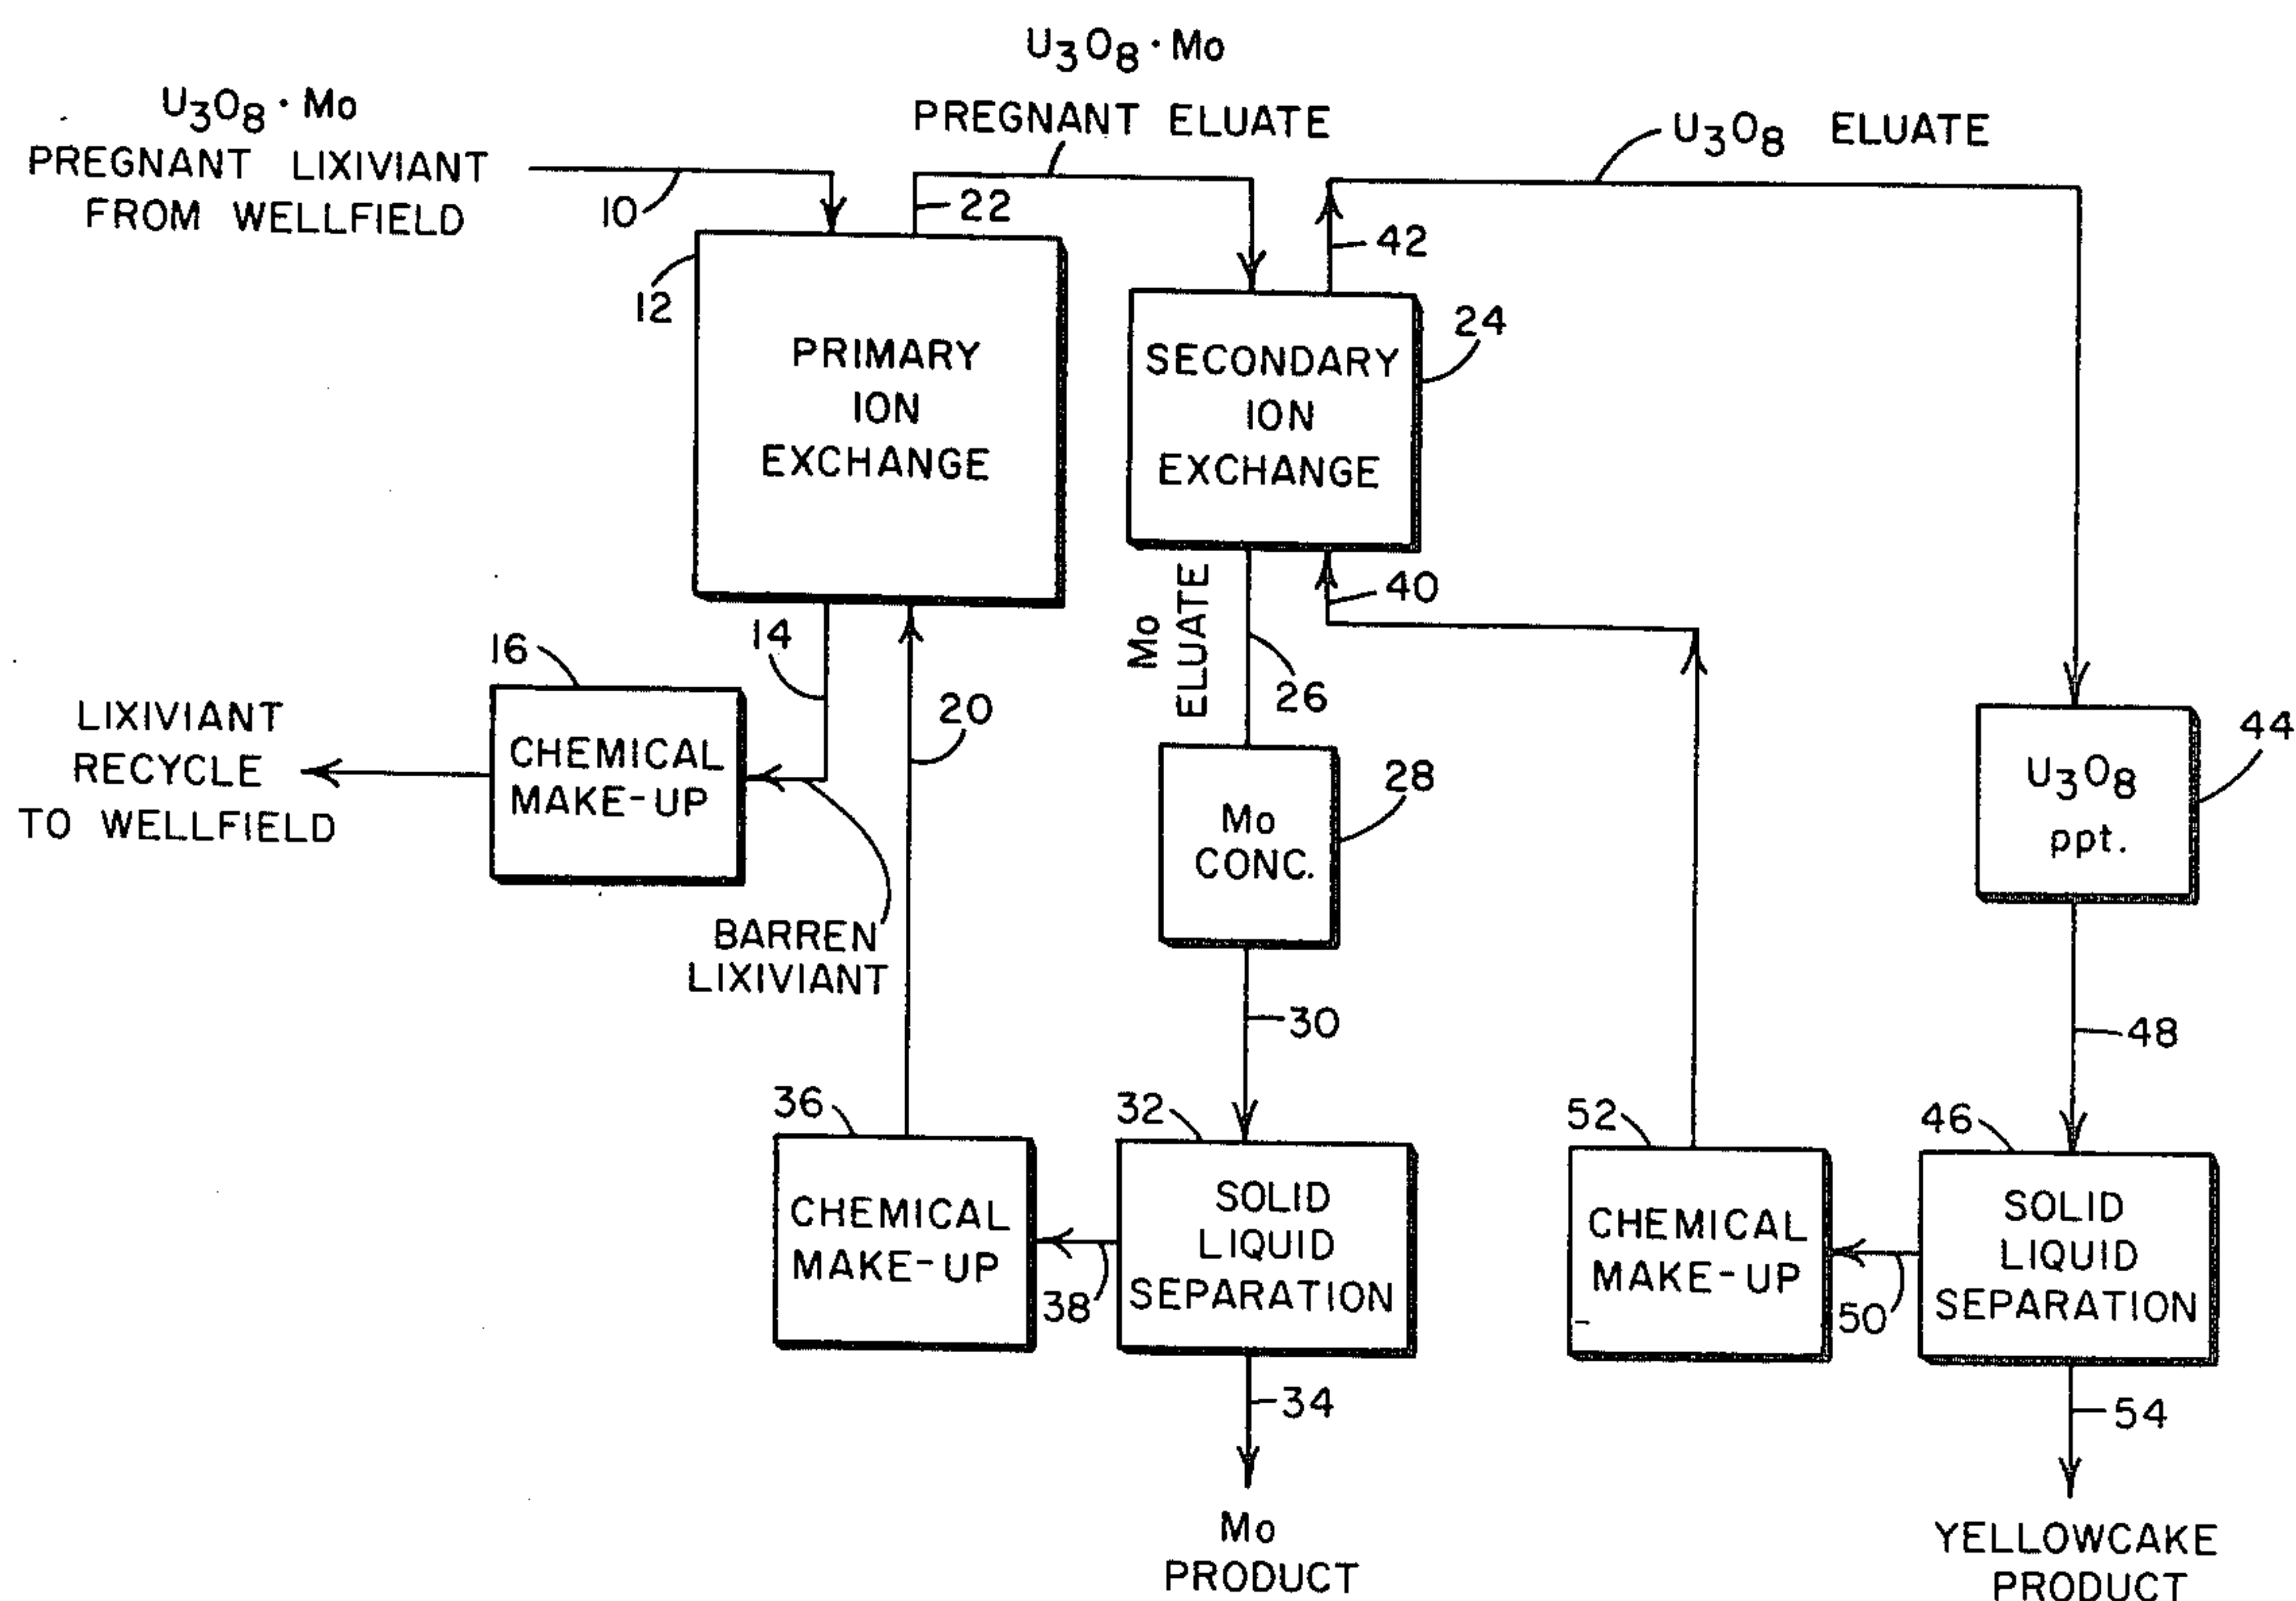 U3O8 · Mo
PREGNANT LIXIVIANT
FROM WELLFIELD
10
U3O8 · Mo
PREGNANT ELUATE
22
U3O8 ELUATE
42
12
PRIMARY
ION
EXCHANGE
SECONDARY
ION
EXCHANGE
24
14
20
Mo
ELUATE
26
40
16
CHEMICAL
MAKE-UP
LIXIVIANT
RECYCLE
TO WELLFIELD
BARREN
LIXIVIANT
Mo
CONC.
28
U3O8
ppt.
44
30
48
36
CHEMICAL
MAKE-UP
38
32
SOLID
LIQUID
SEPARATION
52
CHEMICAL
MAKE-UP
50
46
SOLID
LIQUID
SEPARATION
34
54
Mo
PRODUCT
YELLOWCAKE
PRODUCT